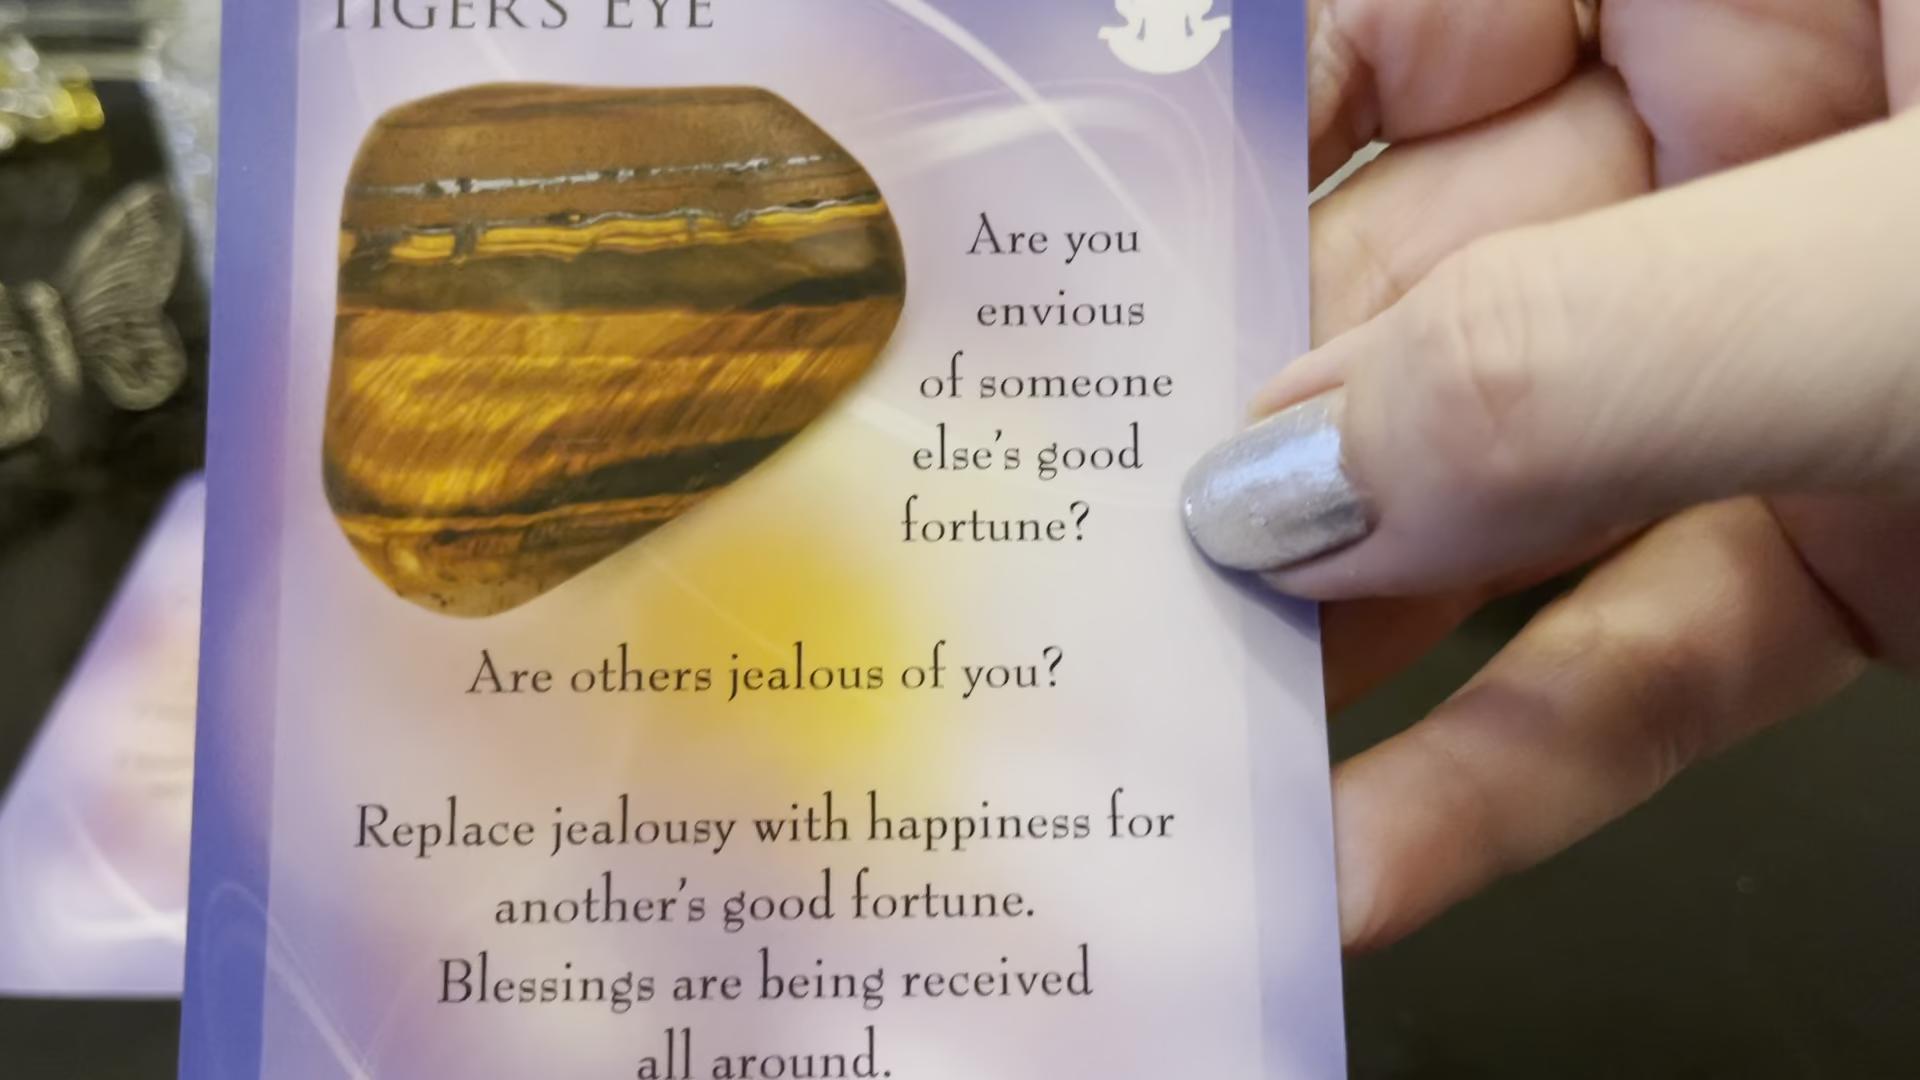 TIGER'S EYE
Are you
envious
of someone
else's good
fortune?
Are others jealous of you?
Replace jealousy with happiness for
another's good fortune.
Blessings are being received
all around.